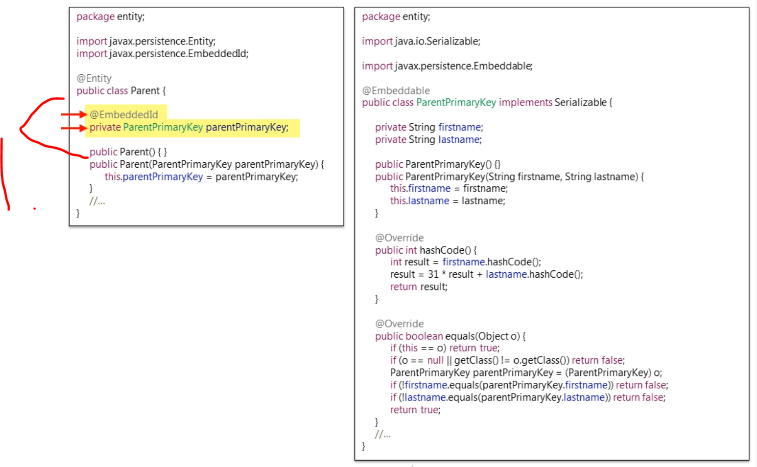 package entity;
import javax.persistence.Entity;
import javax.persistence.EmbeddedId;
@Entity
public class Parent {
@EmbeddedId
private ParentPrimaryKey parentPrimaryKey;
public Parent() { }
public Parent(ParentPrimaryKey parentPrimaryKey) {
this.parentPrimaryKey = parentPrimaryKey;
}
//...
}
package entity;
import java.io.Serializable;
import javax.persistence.Embeddable;
@Embeddable
public class ParentPrimaryKey implements Serializable {
private String firstname;
private String lastname;
public ParentPrimaryKey() {}
public ParentPrimaryKey(String firstname, String lastname) {
this.firstname = firstname;
this.lastname = lastname;
}
@Override
public int hashCode() {
int result = firstname.hashCode();
result = 31 * result + lastname.hashCode();
return result;
}
@Override
public boolean equals(Object o) {
if (this == o) return true;
if (o == null || getClass() != o.getClass()) return false;
ParentPrimaryKey parentPrimaryKey = (ParentPrimaryKey) o;
if (!firstname.equals(parentPrimaryKey.firstname)) return false;
if (!lastname.equals(parentPrimaryKey.lastname)) return false;
return true;
}
//...
}